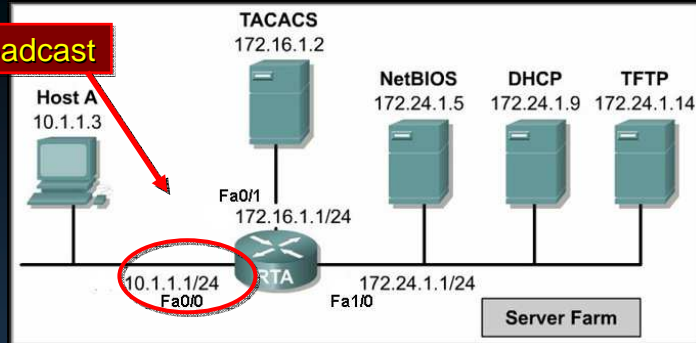 TACACS
172.16.1.2
adcast
Host A
10.1.1.3
NetBIOS
172.24.1.5
DHCP
172.24.1.9
TFTP
172.24.1.14
Fa0/1
172.16.1.1/24
10.1.1.1/24
Fa0/0
RTA
172.24.1.1/24
Fa1/0
Server Farm